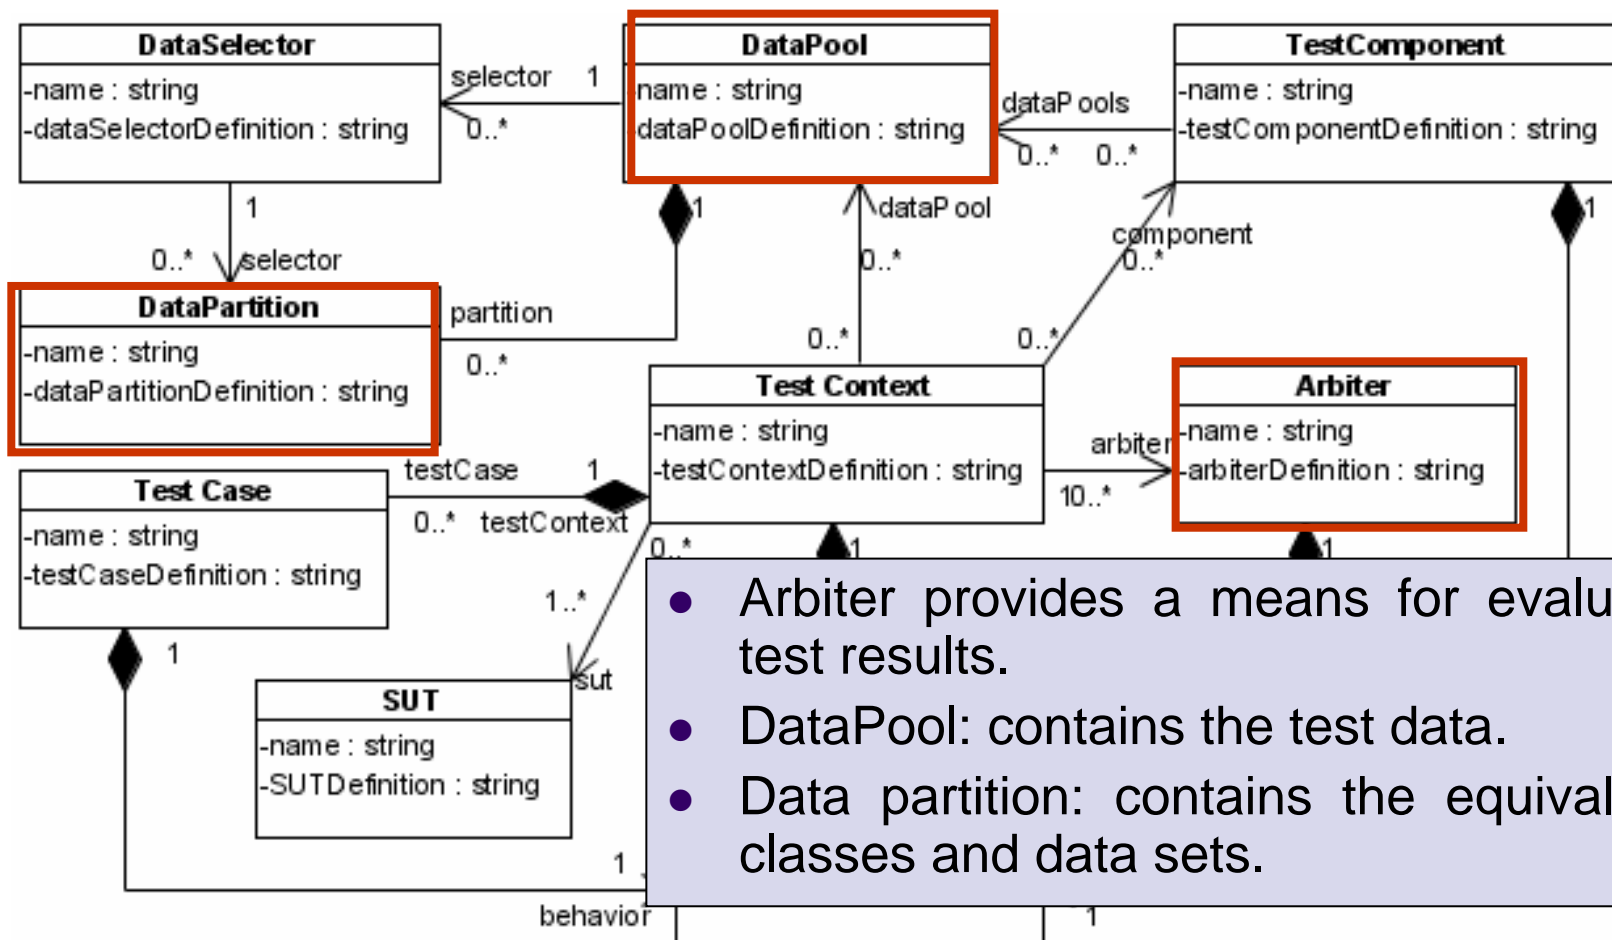 DataSelector
-name : string
-dataSelectorDefinition : string
selector 1
0..*
DataPool
name : string
dataPoolDefinition : string
dataPools
0..* 0..*
TestComponent
-name : string
-testComponentDefinition : string
1
0..* selector
1
dataPool
0..*
component
0..*
1
DataPartition
-name : string
-dataPartitionDefinition : string
partition
0..*
0..*
0..*
Test Context
-name : string
-testContextDefinition : string
arbiter
10..*
Arbiter
-name : string
-arbiterDefinition : string
testCase 1
0..* testContext
Test Case
-name : string
-testCaseDefinition : string
1
0..*
1
1
1..*
sut
SUT
-name : string
-SUTDefinition : string
1
behavior
1
● Arbiter provides a means for evalu
test results.
● DataPool: contains the test data.
● Data partition: contains the equival
classes and data sets.